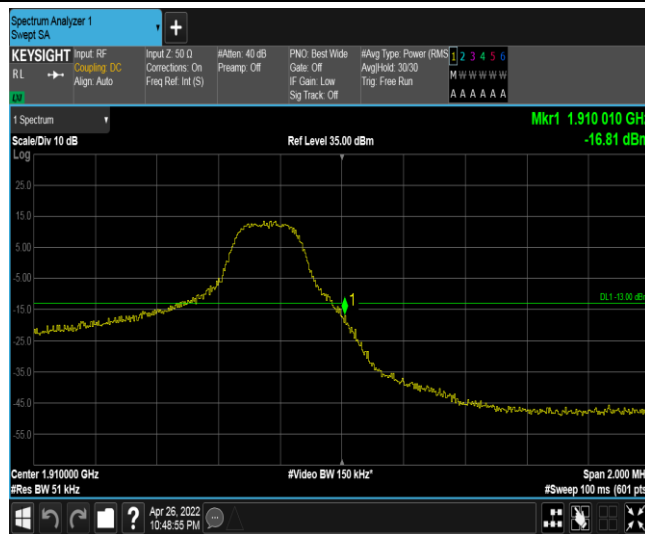 Spectrum Analyzer 1
Swept SA
+
KEYSIGHT
RL
Input: RF
Coupling: DC
Align: Auto
Input Z: 50 Ω
Corrections: On
Freq Ref: Int (S)
#Atten: 40 dB
Preamp: Off
PNO: Best Wide
Gate: Off
IF Gain: Low
Sig Track: Off
#Avg Type: Power (RMS
Avg|Hold: 30/30
Trig: Free Run
1 2 3 4 5 6
M W W W W W
A A A A A A
1 Spectrum
Scale/Div 10 dB
Ref Level 35.00 dBm
Mkr1 1.910 010 GHz
-16.81 dBm
Log
25.0
15.0
5.00
-5.00
-15.0
-25.0
-35.0
-45.0
-55.0
1
DL1 -13.00 dBm
Center 1.910000 GHz
#Res BW 51 kHz
#Video BW 150 kHz*
Span 2.000 MH
#Sweep 100 ms (601 pts
?
Apr 26, 2022
10:48:55 PM